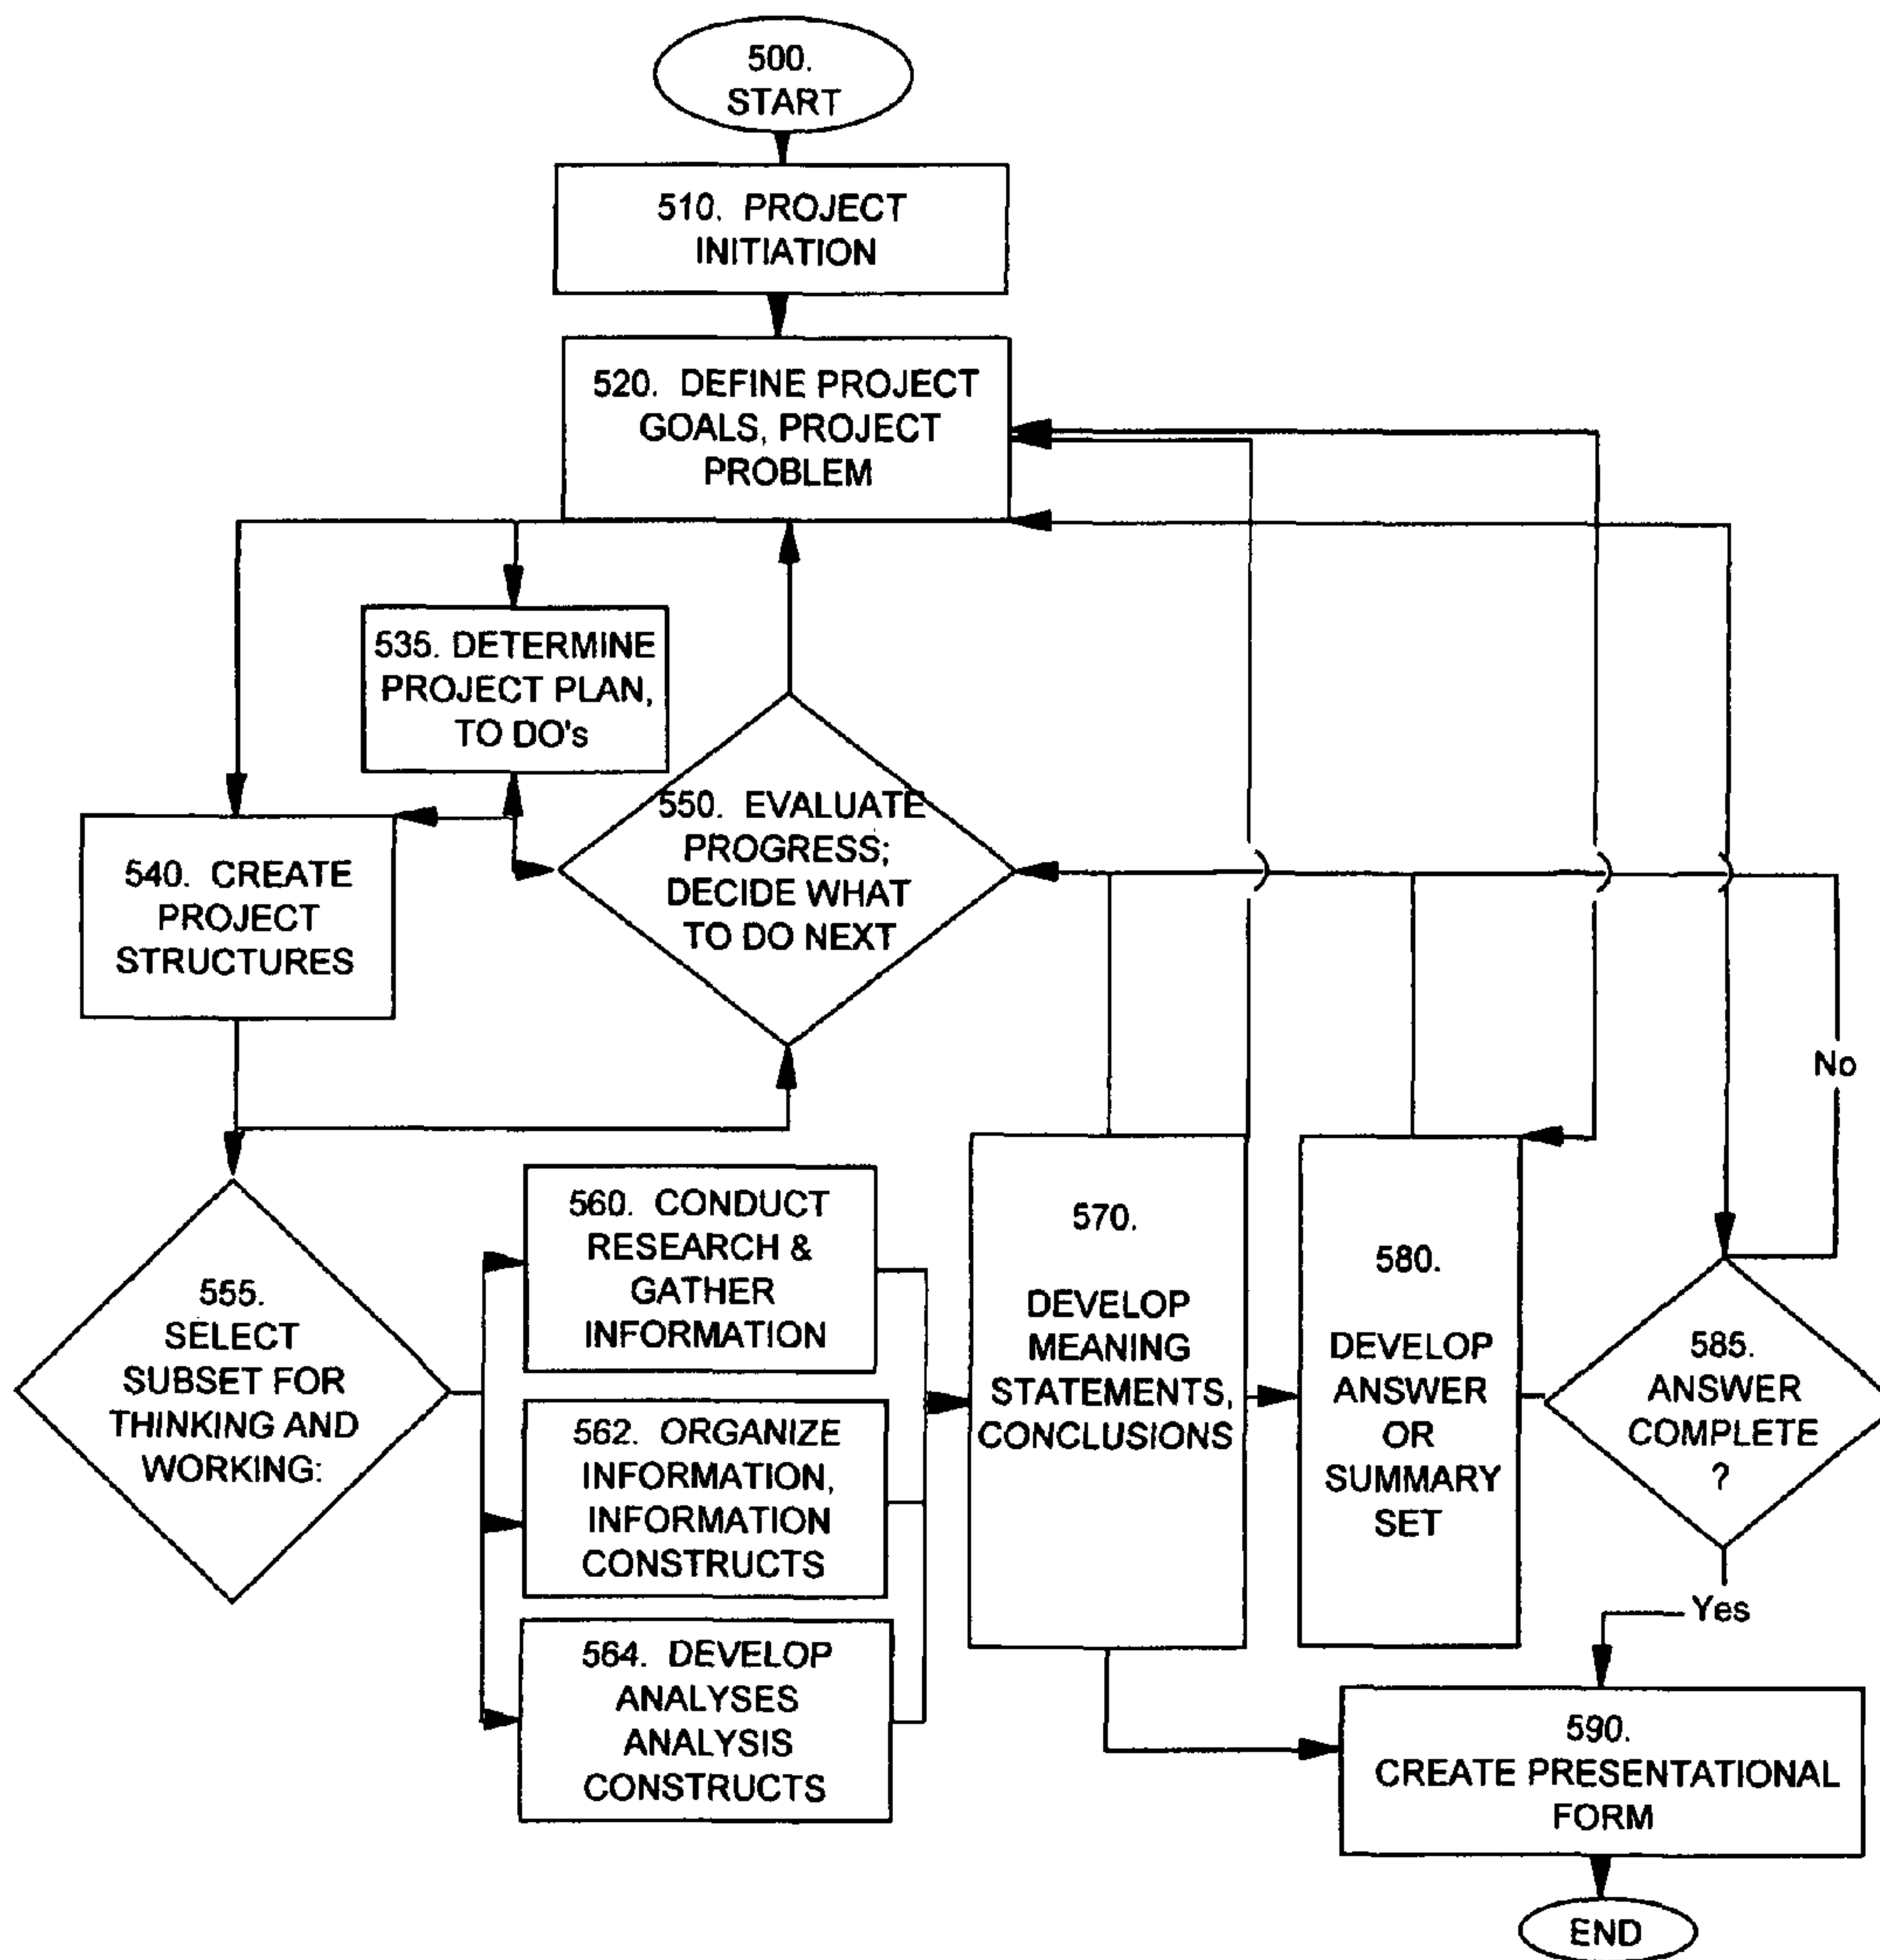 500.
START
510. PROJECT
INITIATION
520. DEFINE PROJECT
GOALS, PROJECT
PROBLEM
535. DETERMINE
PROJECT PLAN,
TO DO's
550. EVALUATE
PROGRESS;
DECIDE WHAT
TO DO NEXT
540. CREATE
PROJECT
STRUCTURES
No
555.
SELECT
SUBSET FOR
THINKING AND
WORKING:
560. CONDUCT
RESEARCH &
GATHER
INFORMATION
562. ORGANIZE
INFORMATION,
INFORMATION
CONSTRUCTS
564. DEVELOP
ANALYSES
ANALYSIS
CONSTRUCTS
570.
DEVELOP
MEANING
STATEMENTS,
CONCLUSIONS
580.
DEVELOP
ANSWER
OR
SUMMARY
SET
585.
ANSWER
COMPLETE
?
Yes
590.
CREATE PRESENTATIONAL
FORM
END